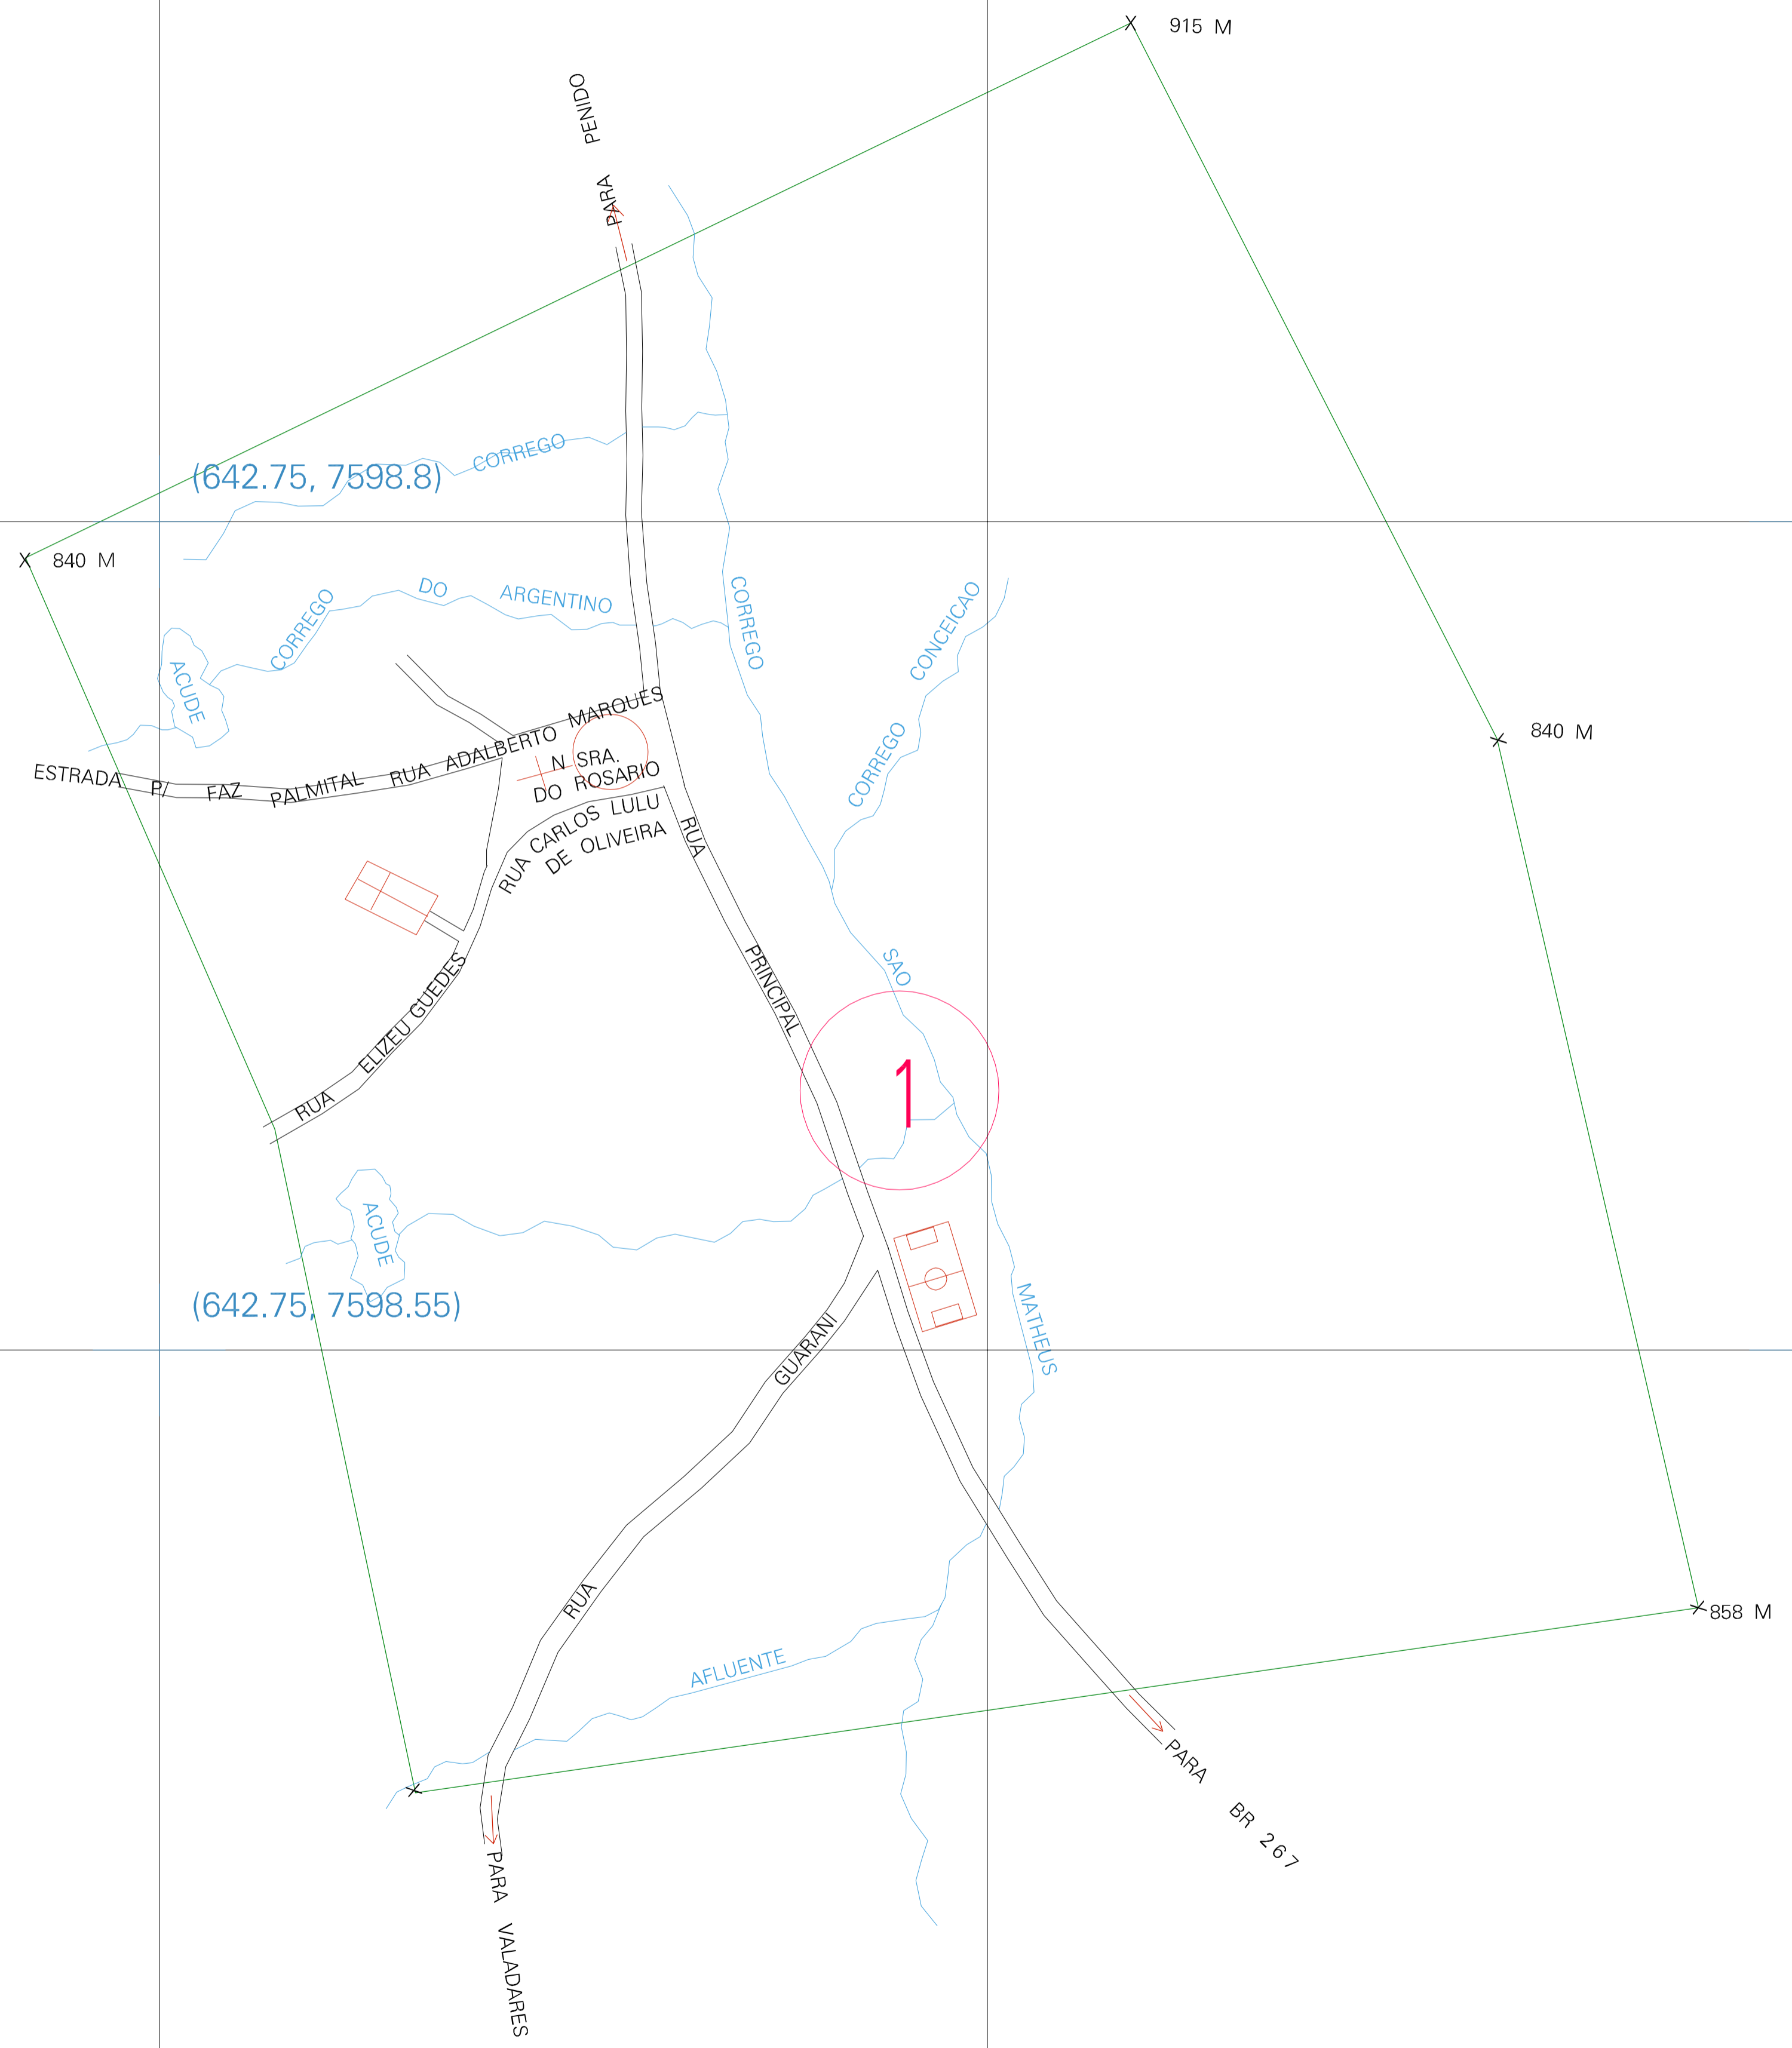 915 M
PARA PENIDO
CORREGO
(642.75, 7598.8)
840 M
CORREGO DO ARGENTINO
ACUDE
CORREGO SAO MATHEUS
CORREGO CONCEICAO
840 M
ESTRADA P/ FAZ PALMITAL
RUA ADALBERTO MARQUES
N SRA.
DO ROSARIO
RUA CARLOS LULU
DE OLIVEIRA
RUA PRINCIPAL
RUA ELIZEU GUEDES
1
ACUDE
(642.75, 7598.55)
RUA GUARANI
858 M
AFLUENTE
PARA BR 267
PARA VALADARES